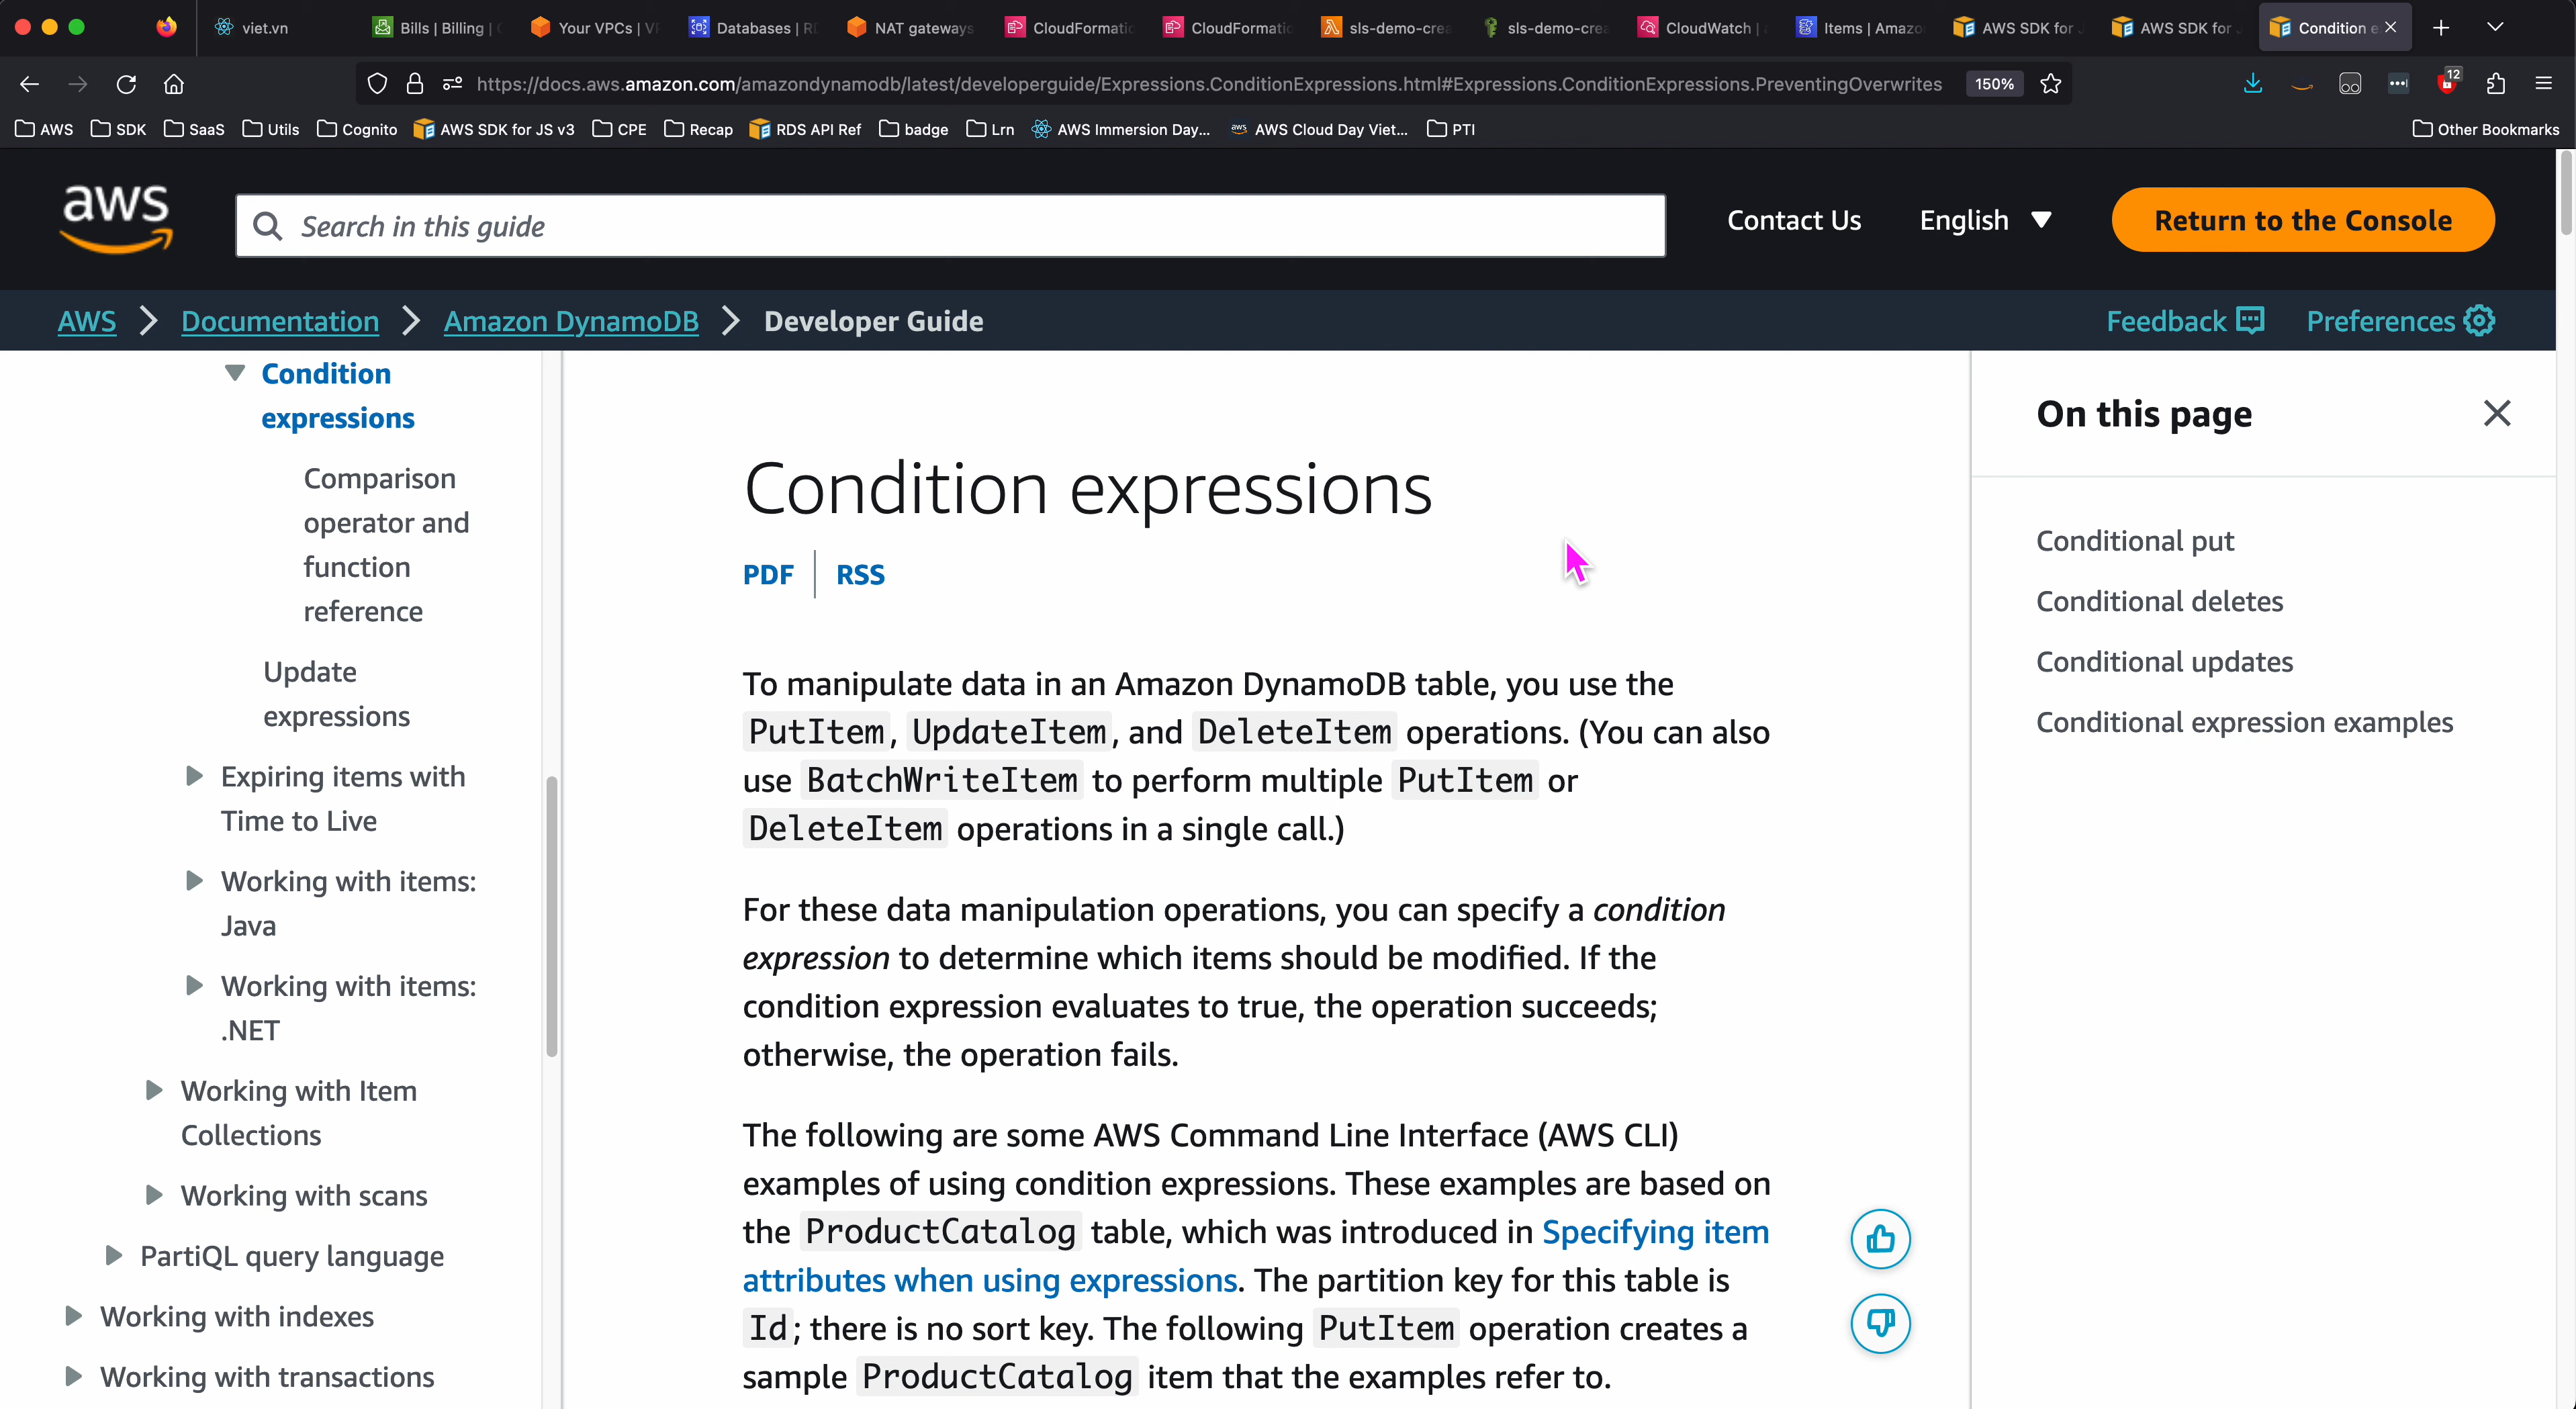 viet.vn
Bills | Billing |
Your VPCs | V
Databases | R
NAT gateways
CloudFormatic
CloudFormatic
sls-demo-crea
sls-demo-crea
CloudWatch |
Items | Amazo
AWS SDK for
AWS SDK for
Condition e
https://docs.aws.amazon.com/amazondynamodb/latest/developerguide/Expressions.ConditionExpressions.html#Expressions.ConditionExpressions.PreventingOverwrites
150%
12
AWS
SDK
SaaS
Utils
Cognito
AWS SDK for JS v3
CPE
Recap
RDS API Ref
badge
Lrn
AWS Immersion Day...
AWS Cloud Day Viet...
PTI
Other Bookmarks
aws
Search in this guide
Contact Us
English
Return to the Console
AWS
Documentation
Amazon DynamoDB
Developer Guide
Feedback
Preferences
Condition
expressions
Comparison
operator and
function
reference
Update
expressions
Expiring items with
Time to Live
Working with items:
Java
Working with items:
.NET
Working with Item
Collections
Working with scans
PartiQL query language
Working with indexes
Working with transactions
Condition expressions
PDF
RSS
To manipulate data in an Amazon DynamoDB table, you use the
PutItem, UpdateItem, and DeleteItem operations. (You can also
use BatchWriteItem to perform multiple PutItem or
DeleteItem operations in a single call.)
For these data manipulation operations, you can specify a condition
expression to determine which items should be modified. If the
condition expression evaluates to true, the operation succeeds;
otherwise, the operation fails.
The following are some AWS Command Line Interface (AWS CLI)
examples of using condition expressions. These examples are based on
the ProductCatalog table, which was introduced in Specifying item
attributes when using expressions. The partition key for this table is
Id; there is no sort key. The following PutItem operation creates a
sample ProductCatalog item that the examples refer to.
On this page
Conditional put
Conditional deletes
Conditional updates
Conditional expression examples